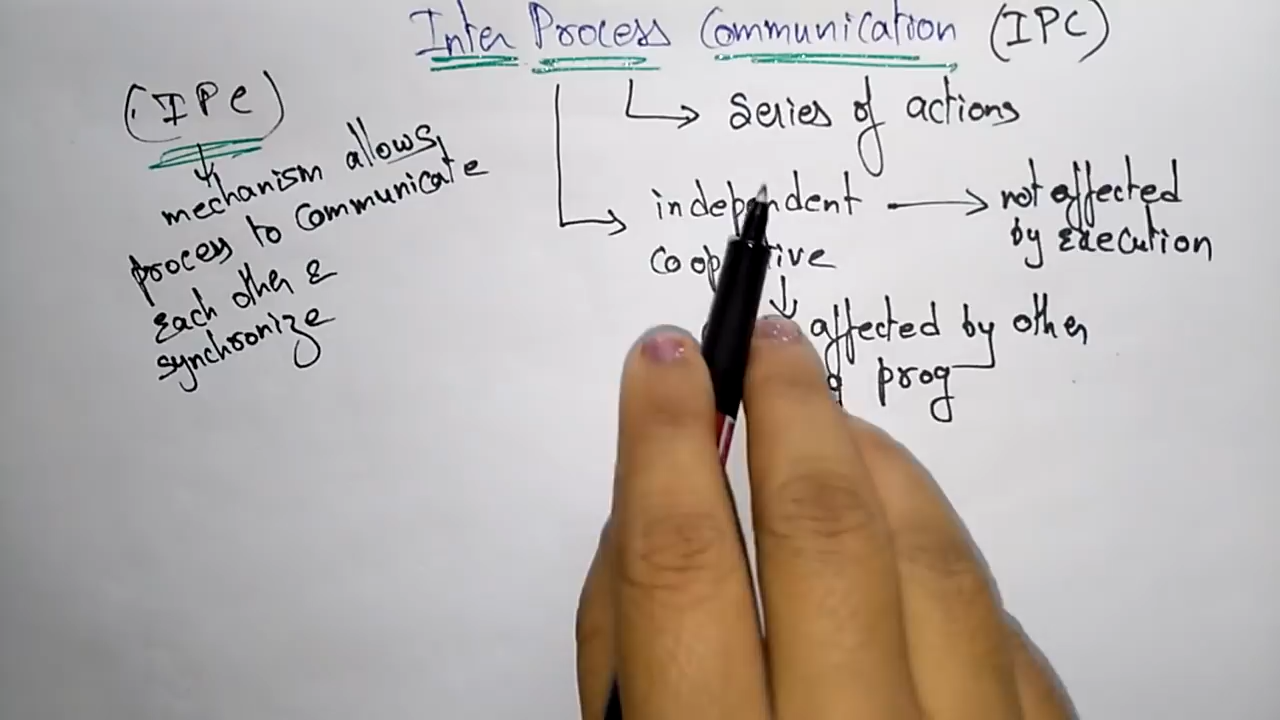 Inter Process Communication (IPC)
series of actions
independent → not affected
by execution
affected by other
prog
(IPC)
mechanism allows
process to communicate
each other &
synchronize